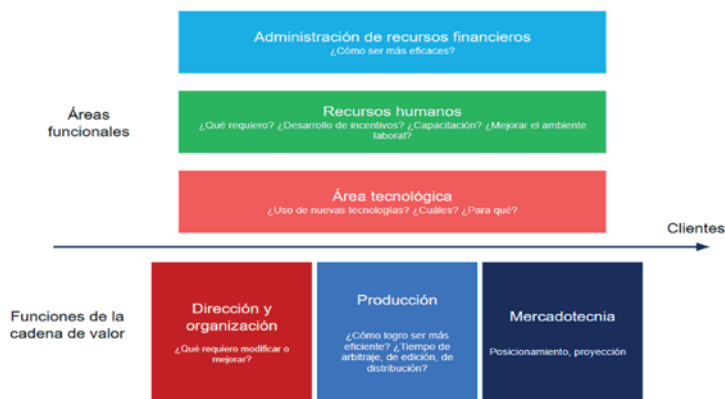 Administración de recursos financieros
¿Cómo ser más eficaces?
Áreas
funcionales
Recursos humanos
¿Qué requiero? ¿Desarrollo de incentivos? ¿Capacitación? ¿Mejorar el ambiente
laboral?
Área tecnológica
¿Uso de nuevas tecnologías? ¿Cuáles? ¿Para qué?
Clientes
Funciones de la
cadena de valor
Dirección y
organización
¿Qué requiero modificar o
mejorar?
Producción
¿Cómo logro ser más
eficiente? ¿Tiempo de
arbitraje, de edición, de
distribución?
Mercadotecnia
Posicionamiento, proyección